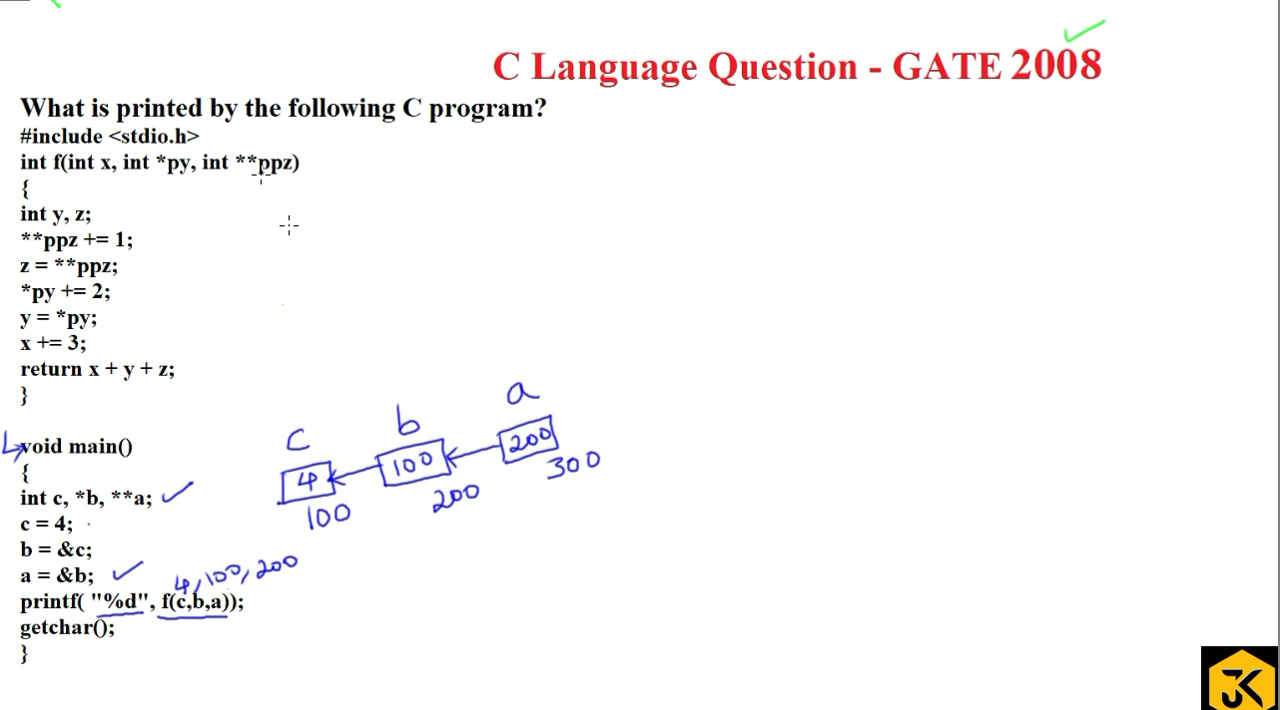 C Language Question - GATE 2008
What is printed by the following C program?
#include <stdio.h>
int f(int x, int *py, int **ppz)
{
int y, z;
**ppz += 1;
z = **ppz;
*py += 2;
y = *py;
x += 3;
return x + y + z;
}
void main()
{
int c, *b, **a;
c = 4;
b = &c;
a = &b;
4, 100, 200
printf( "%d", f(c,b,a));
getchar();
}
c b a
4 100 200
100 200 300
JK